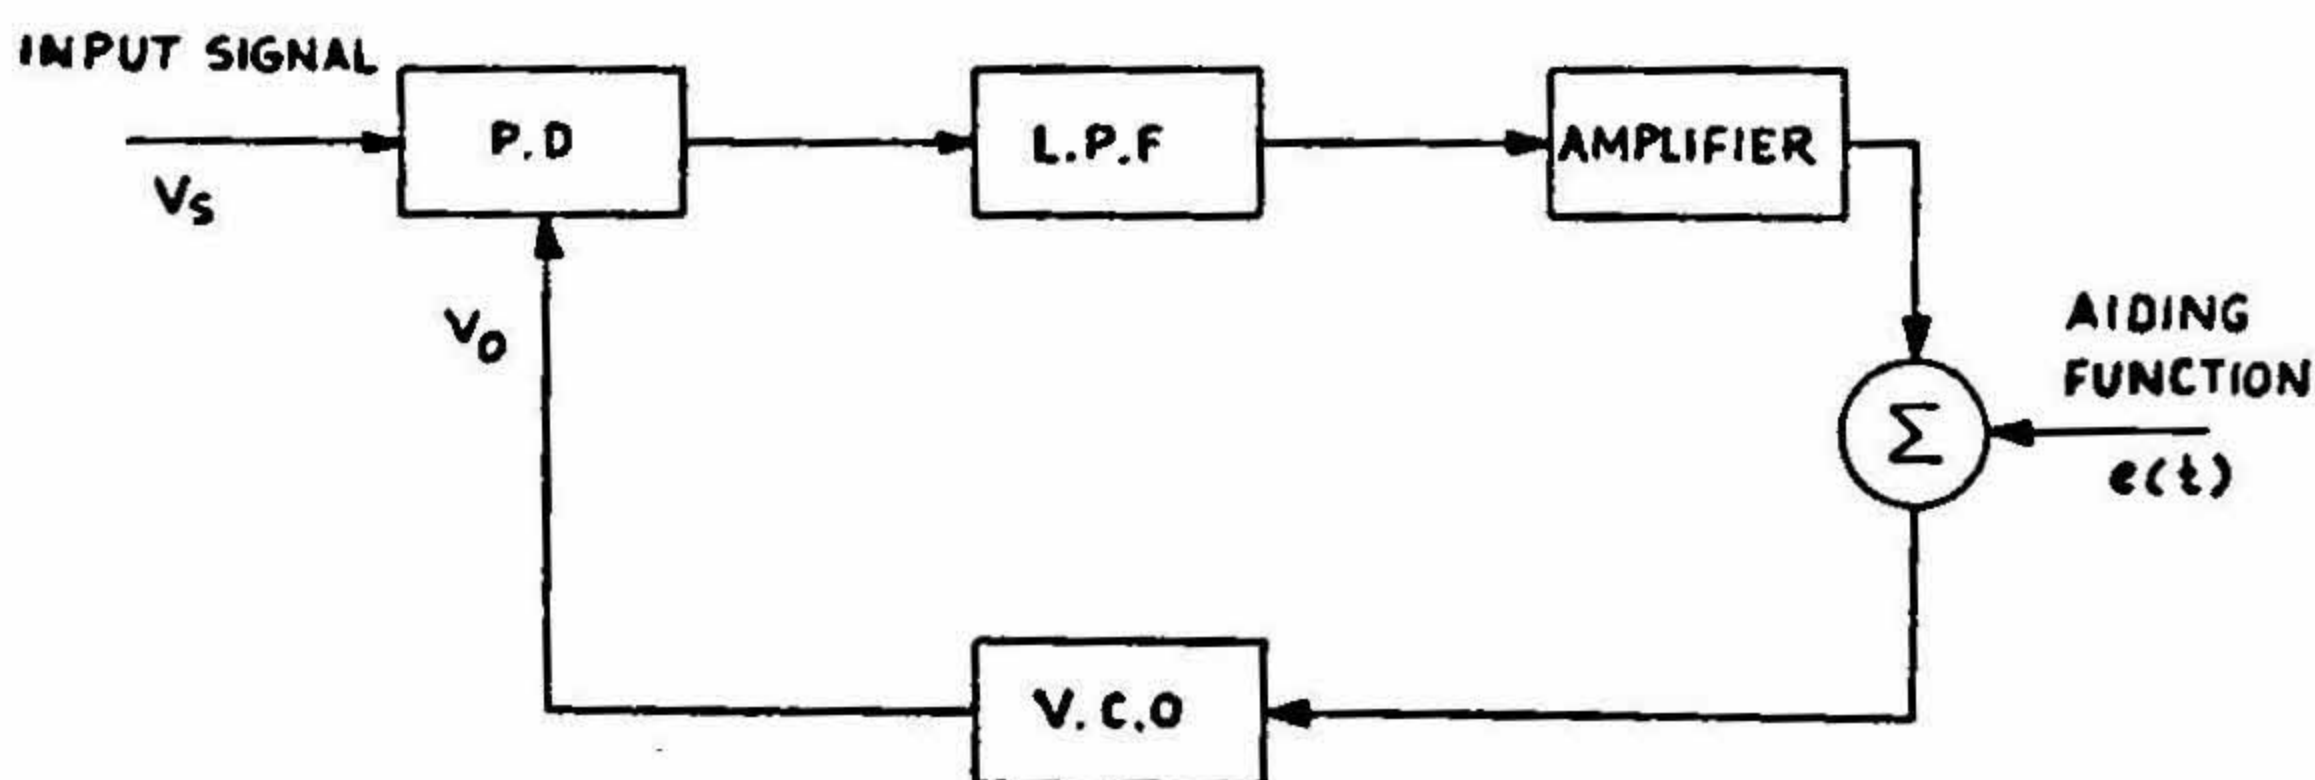 INPUT SIGNAL
Vs
P.D
L.P.F
AMPLIFIER
Vo
AIDING
FUNCTION
Σ
e(t)
V.C.O